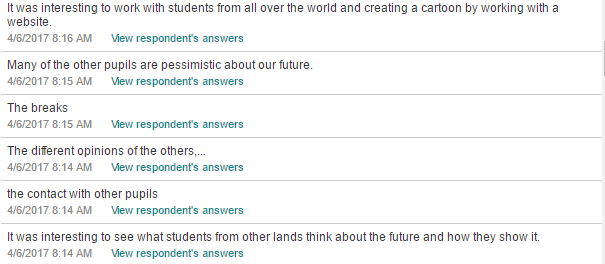 It was interesting to work with students from all over the world and creating a cartoon by working with a
website.
4/6/2017 8:16 AM View respondent's answers
Many of the other pupils are pessimistic about our future.
4/6/2017 8:15 AM View respondent's answers
The breaks
4/6/2017 8:15 AM View respondent's answers
The different opinions of the others,...
4/6/2017 8:14 AM View respondent's answers
the contact with other pupils
4/6/2017 8:14 AM View respondent's answers
It was interesting to see what students from other lands think about the future and how they show it.
4/6/2017 8:14 AM View respondent's answers